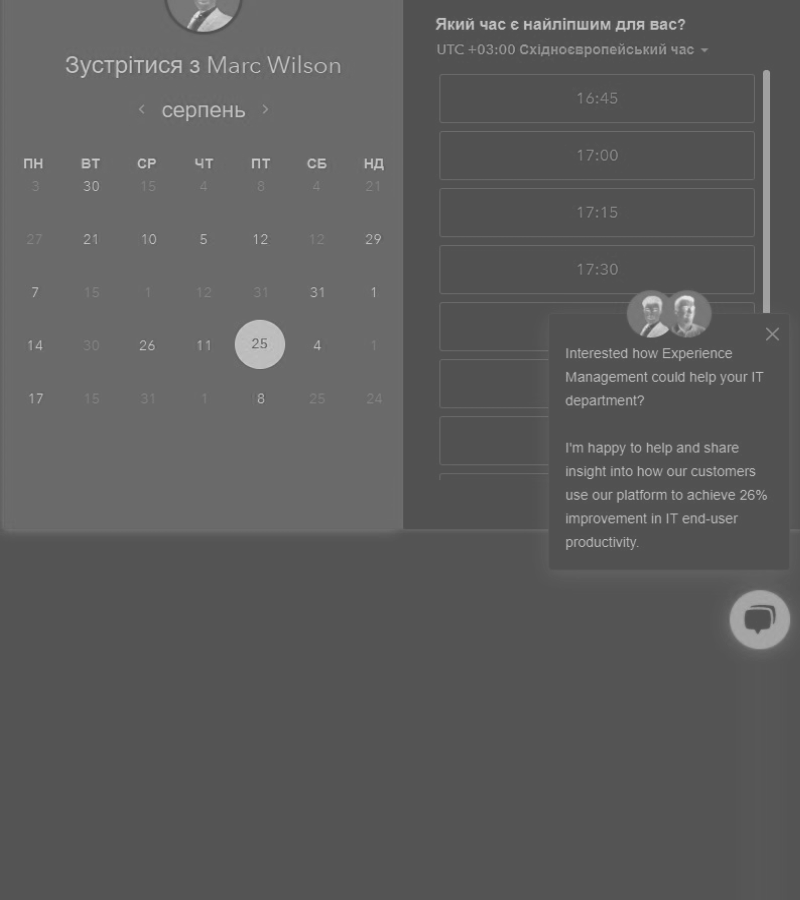 Зустрітися з Marc Wilson
серпень
ПН ВТ СР ЧТ ПТ СБ НД
3 30 15 4 8 4 21
27 21 10 5 12 12 29
7 15 1 12 31 31 1
14 30 26 11 25 4 1
17 15 31 1 8 25 24
Який час є найліпшим для вас?
UTC +03:00 Східноєвропейський час
16:45
17:00
17:15
17:30
Interested how Experience
Management could help your IT
department?
I'm happy to help and share
insight into how our customers
use our platform to achieve 26%
improvement in IT end-user
productivity.